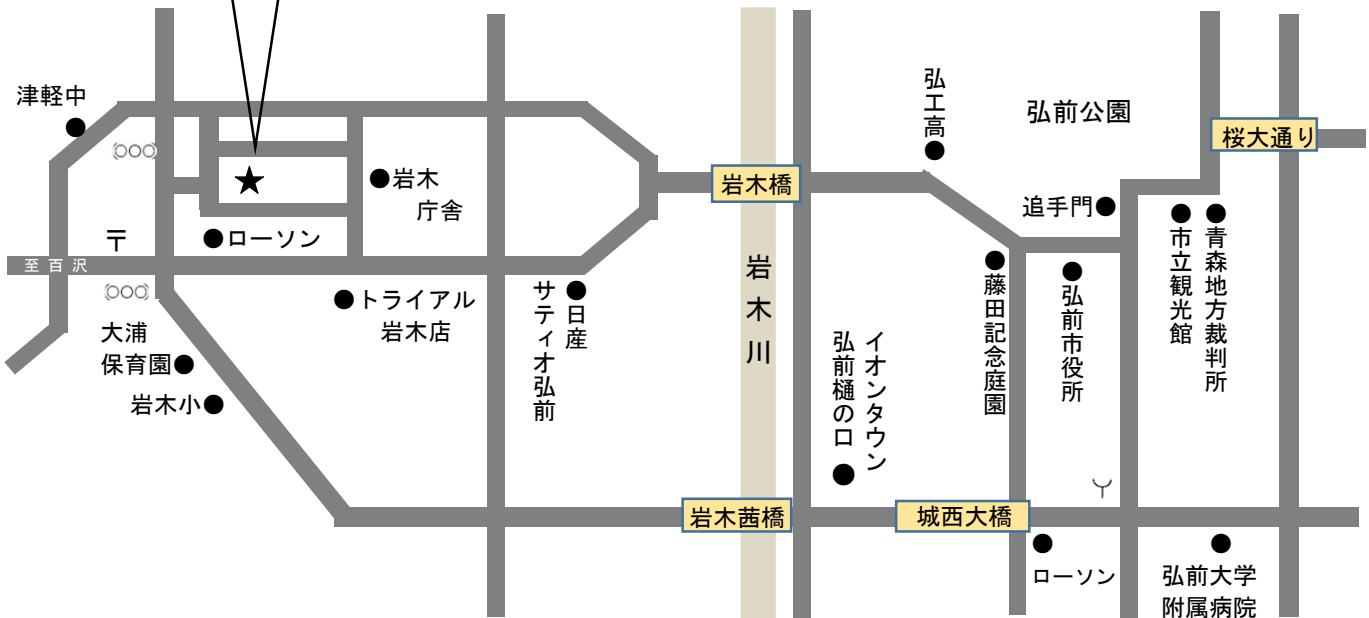 津軽中
弘工高
弘前公園
桜大通り
岩木
庁舎
岩木橋
追手門
〒
ローソン
至百沢
市立観光館
青森地方裁判所
岩木川
藤田記念庭園
弘前市役所
トライアル
岩木店
日産
サティオ弘前
大浦
保育園
岩木小
イオンタウン
弘前樋の口
岩木茜橋
城西大橋
ローソン
弘前大学
附属病院